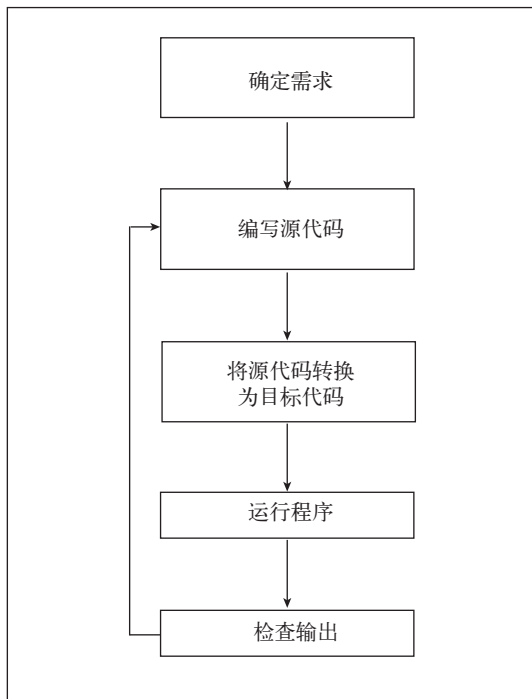 确定需求
编写源代码
将源代码转换
为目标代码
运行程序
检查输出